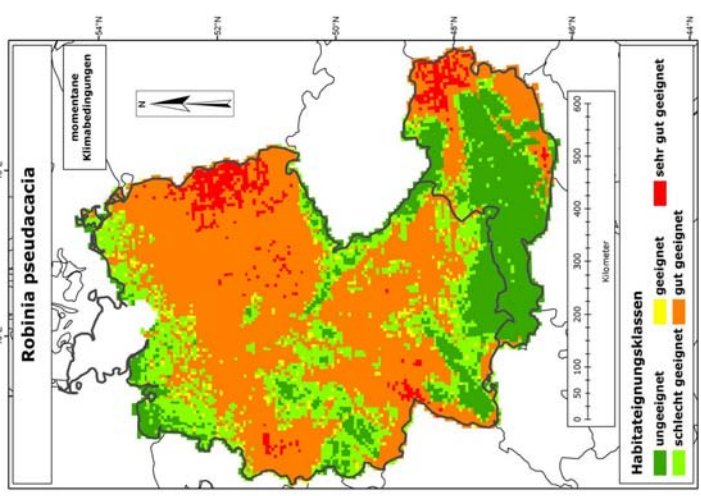 Robinia pseudacacia
momentane
Klimabedingungen
N
54°N
52°N
50°N
48°N
46°N
44°N
0 50 100 200 300 400 500 600
Kilometer
Habitateignungsklassen
ungeeignet
geeignet
sehr gut geeignet
schlecht geeignet
gut geeignet